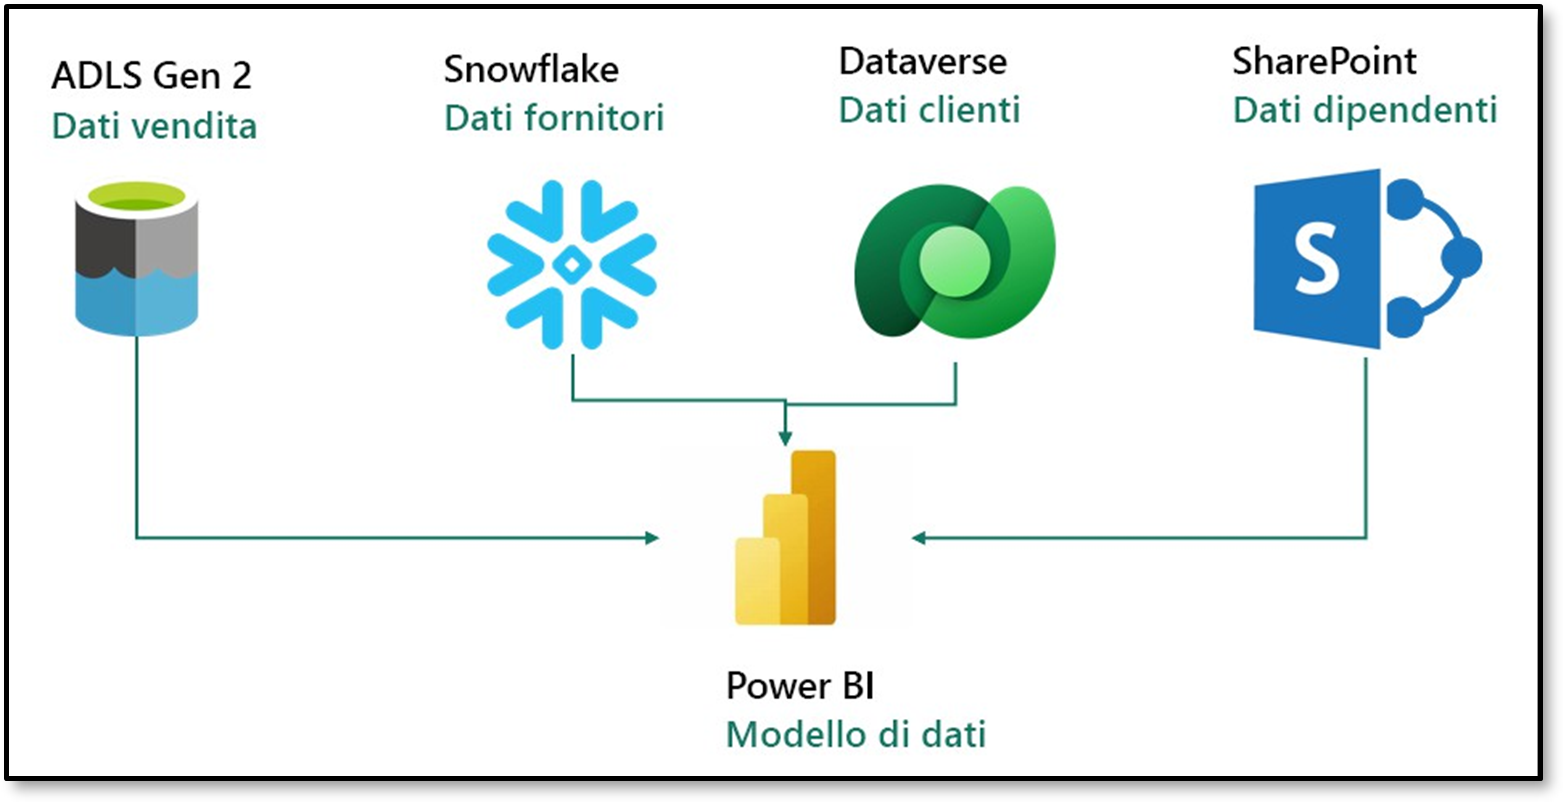 ADLS Gen 2
Dati vendita
Snowflake
Dati fornitori
Dataverse
Dati clienti
SharePoint
Dati dipendenti
S
Power BI
Modello di dati